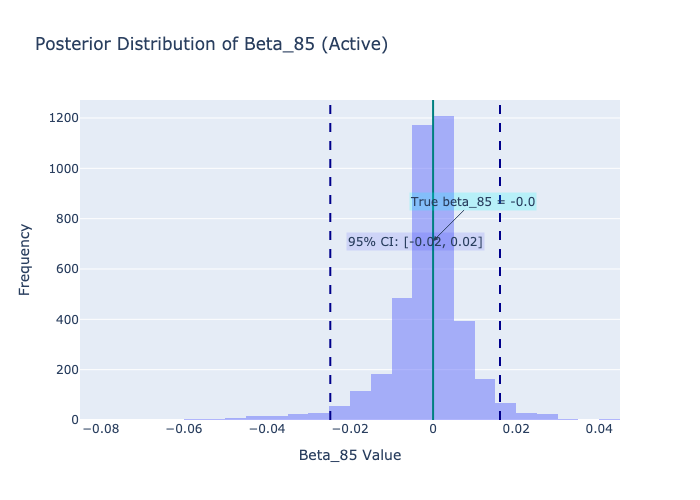 Posterior Distribution of Beta_85 (Active)
1200
1000
800
600
400
200
0
Frequency
True beta_85 = -0.0
95% CI: [-0.02, 0.02]
−0.08
−0.06
−0.04
−0.02
0
0.02
0.04
Beta_85 Value